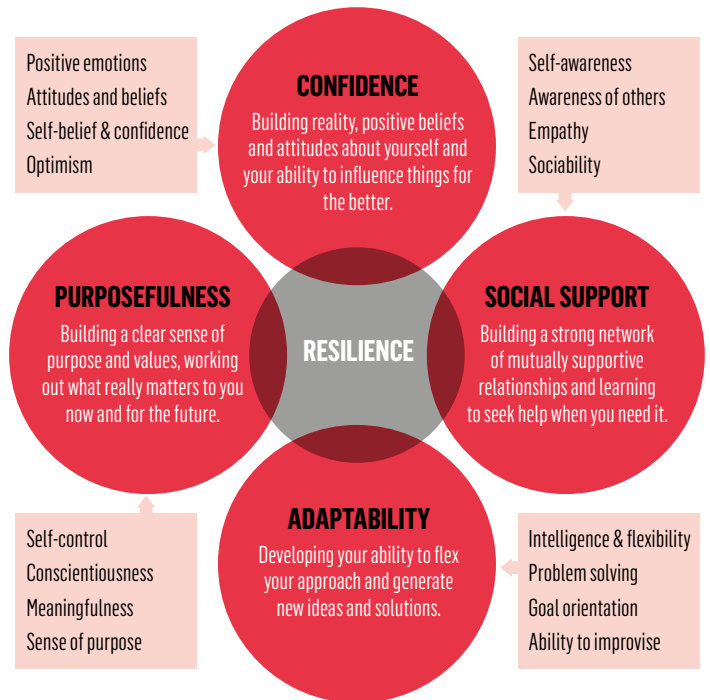 Positive emotions
Attitudes and beliefs
Self-belief & confidence
Optimism
CONFIDENCE
Building reality, positive beliefs
and attitudes about yourself and
your ability to influence things for
the better.
Self-awareness
Awareness of others
Empathy
Sociability
PURPOSEFULNESS
Building a clear sense of
purpose and values, working
out what really matters to you
now and for the future.
RESILIENCE
SOCIAL SUPPORT
Building a strong network
of mutually supportive
relationships and learning
to seek help when you need it.
Self-control
Conscientiousness
Meaningfulness
Sense of purpose
ADAPTABILITY
Developing your ability to flex
your approach and generate
new ideas and solutions.
Intelligence & flexibility
Problem solving
Goal orientation
Ability to improvise